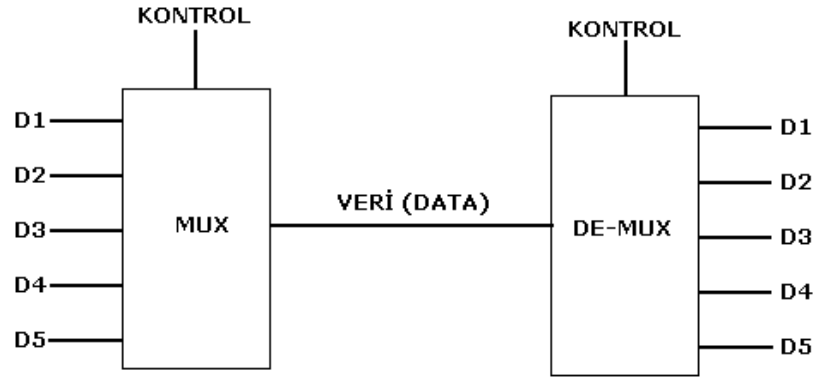 KONTROL
KONTROL
D1
D2
D3
D4
D5
MUX
VERİ (DATA)
DE-MUX
D1
D2
D3
D4
D5